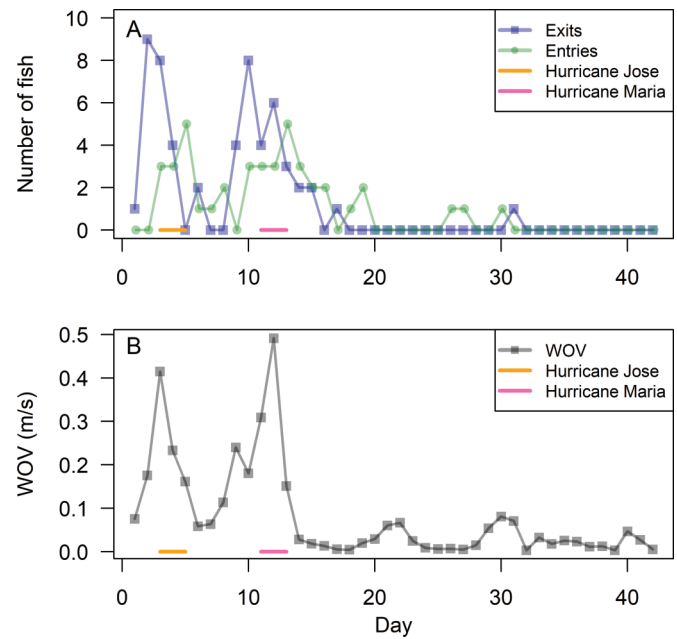 A
Exits
Entries
Hurricane Jose
Hurricane Maria
Number of fish
10
8
6
4
2
0
0 10 20 30 40
B
WOV
Hurricane Jose
Hurricane Maria
WOV (m/s)
0.5
0.4
0.3
0.2
0.1
0.0
0 10 20 30 40
Day